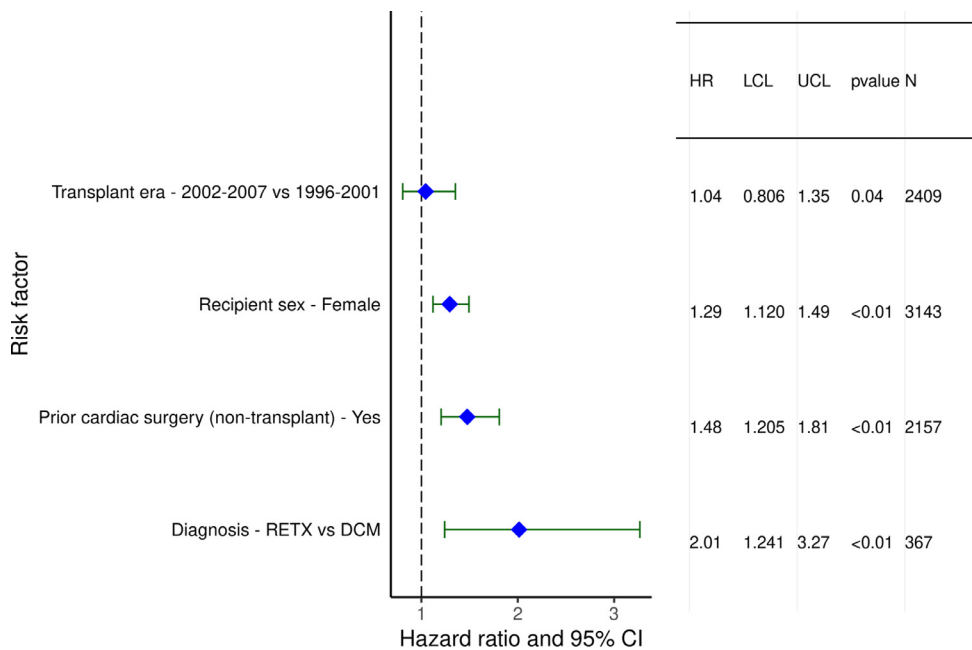 HR LCL UCL pvalue N
Transplant era - 2002-2007 vs 1996-2001 1.04 0.806 1.35 0.04 2409
Recipient sex - Female 1.29 1.120 1.49 <0.01 3143
Prior cardiac surgery (non-transplant) - Yes 1.48 1.205 1.81 <0.01 2157
Diagnosis - RETX vs DCM 2.01 1.241 3.27 <0.01 367
Risk factor
1 2 3
Hazard ratio and 95% CI